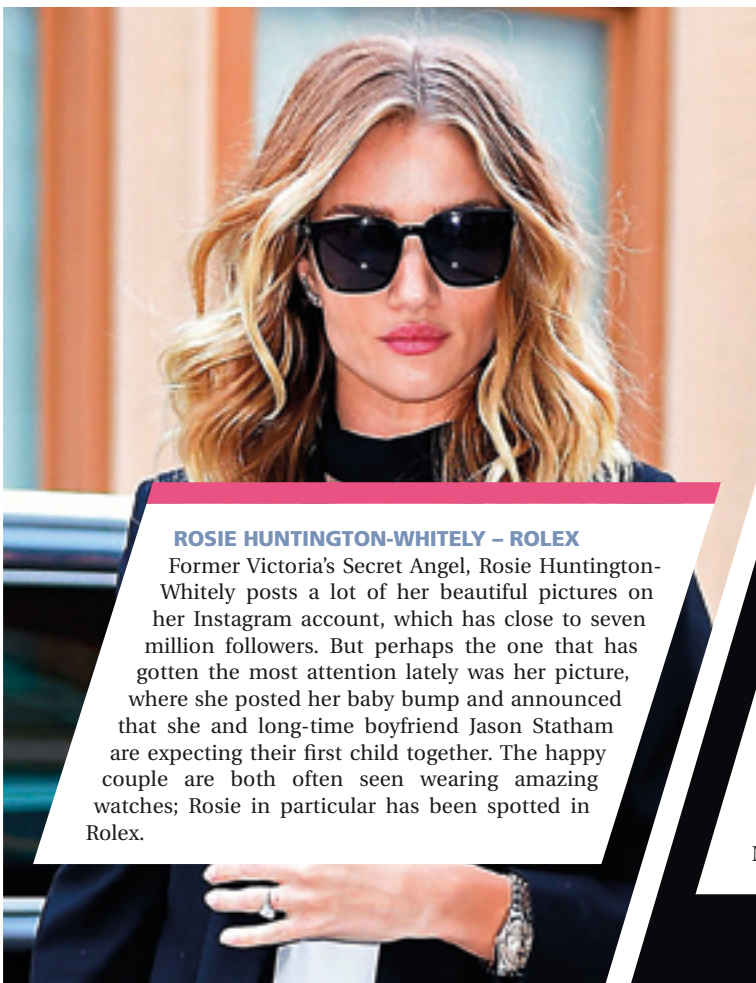 ROSIE HUNTINGTON-WHITELY – ROLEX
Former Victoria’s Secret Angel, Rosie Huntington-
Whitely posts a lot of her beautiful pictures on
her Instagram account, which has close to seven
million followers. But perhaps the one that has
gotten the most attention lately was her picture,
where she posted her baby bump and announced
that she and long-time boyfriend Jason Statham
are expecting their first child together. The happy
couple are both often seen wearing amazing
watches; Rosie in particular has been spotted in
Rolex.